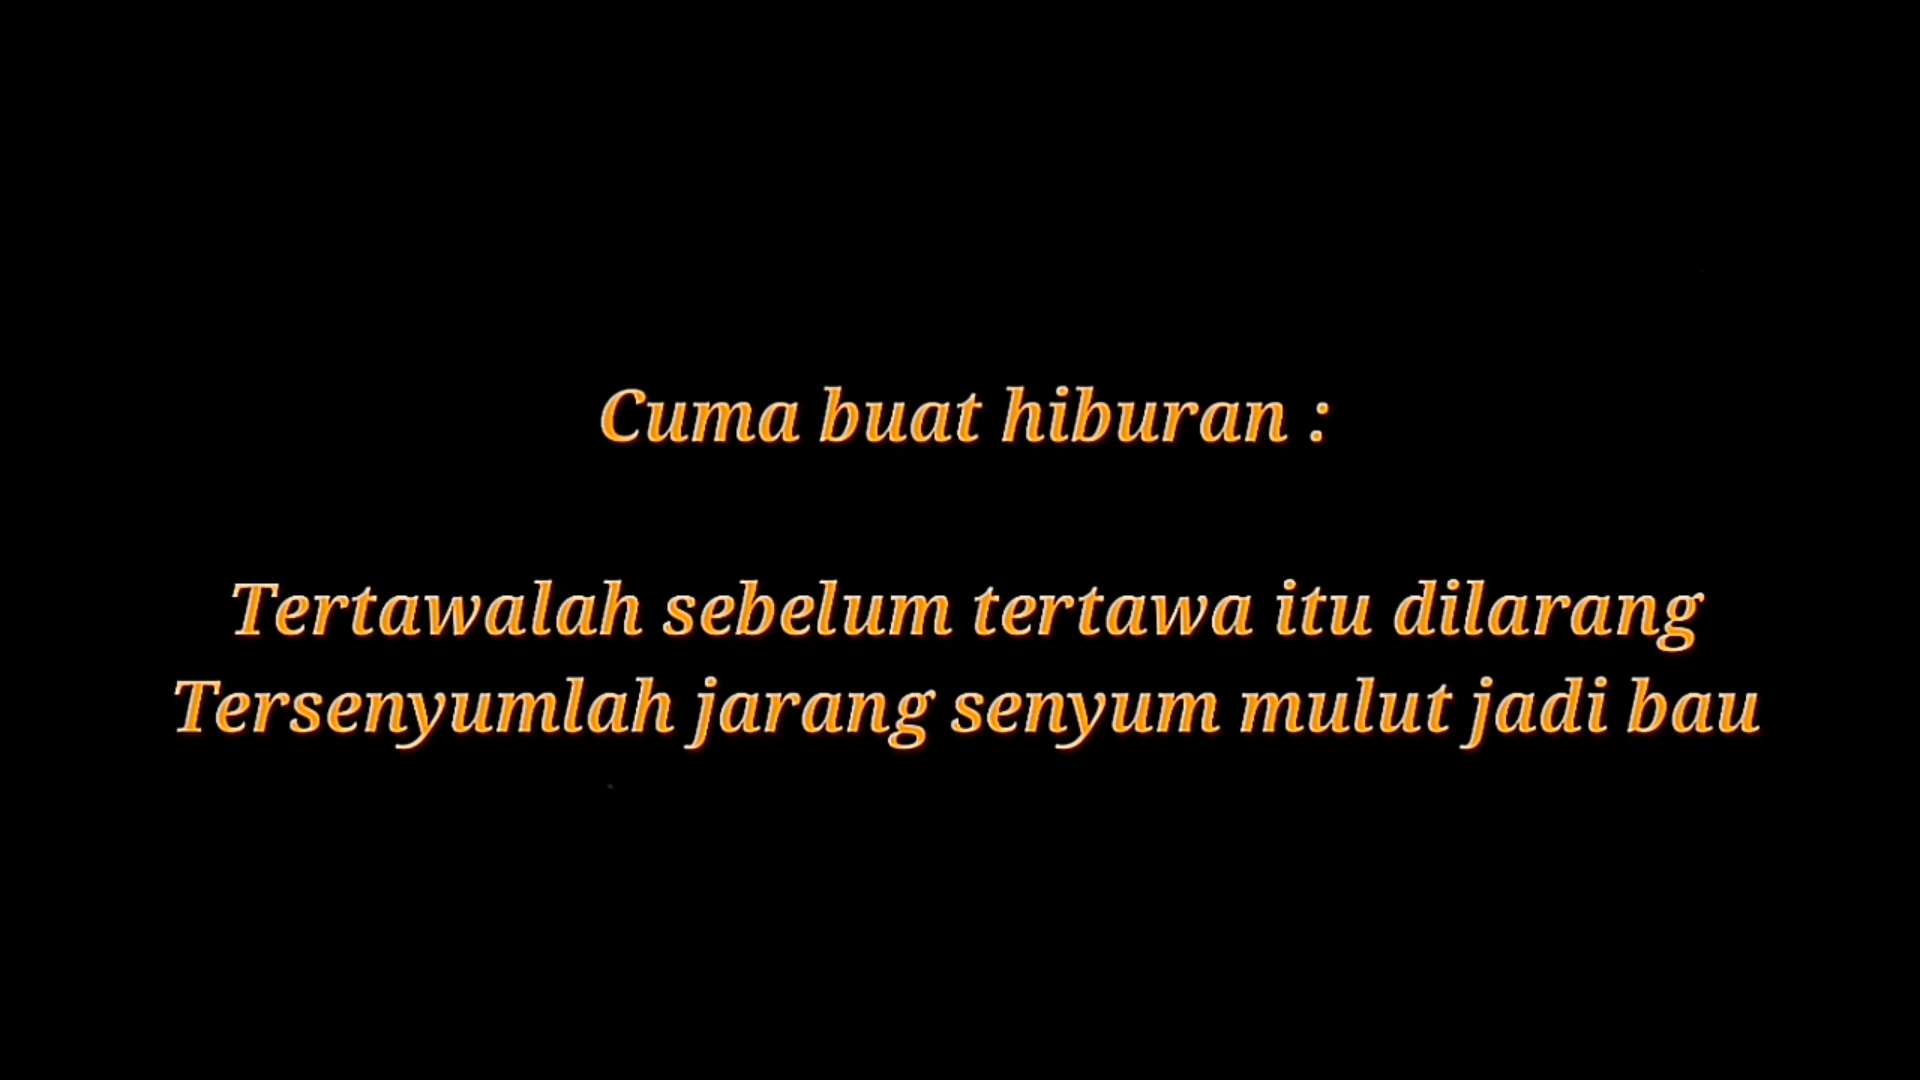 Cuma buat hiburan :
Tertawalah sebelum tertawa itu dilarang
Tersenyumlah jarang senyum mulut jadi bau